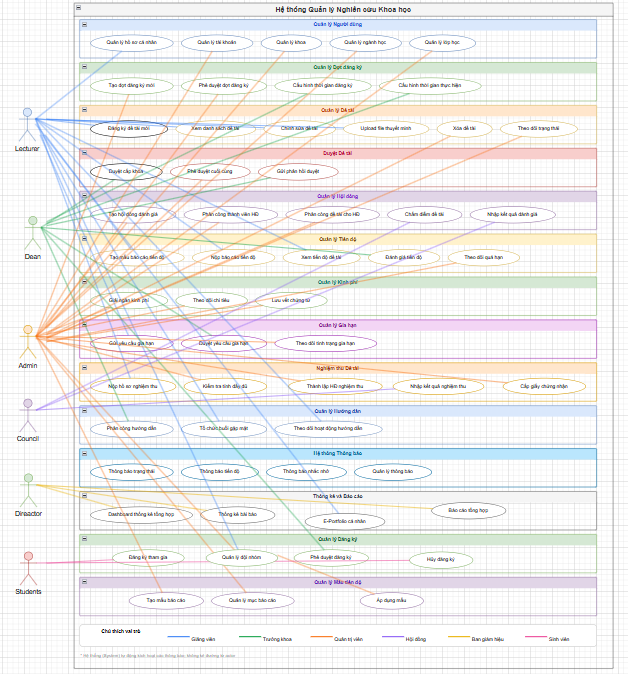 Hệ thống Quản lý Nghiên cứu Khoa học
Quản lý Người dùng
Quản lý hồ sơ cá nhân
Quản lý tài khoản
Quản lý khoa
Quản lý ngành học
Quản lý lớp học
Quản lý Đợt đăng ký
Tạo đợt đăng ký mới
Phê duyệt đợt đăng ký
Cấu hình thời gian đăng ký
Cấu hình thời gian thực hiện
Quản lý Đề tài
Đăng ký đề tài mới
Xem danh sách đề tài
Chỉnh sửa đề tài
Upload file thuyết minh
Xóa đề tài
Theo dõi trạng thái
Lecturer
Duyệt Đề tài
Duyệt cấp khoa
Phê duyệt cuối cùng
Gửi phản hồi duyệt
Quản lý Hội đồng
Tạo hội đồng đánh giá
Phân công thành viên HĐ
Phân công đề tài cho HĐ
Chấm điểm đề tài
Nhập kết quả đánh giá
Dean
Quản lý Tiến độ
Tạo mẫu báo cáo tiến độ
Nộp báo cáo tiến độ
Xem tiến độ đề tài
Đánh giá tiến độ
Theo dõi quá hạn
Quản lý Kinh phí
Giải ngân kinh phí
Theo dõi chi tiêu
Lưu vết chứng từ
Quản lý Gia hạn
Gửi yêu cầu gia hạn
Duyệt yêu cầu gia hạn
Theo dõi tình trạng gia hạn
Admin
Nghiệm thu Đề tài
Nộp hồ sơ nghiệm thu
Kiểm tra tính đầy đủ
Thành lập HĐ nghiệm thu
Nhập kết quả nghiệm thu
Cấp giấy chứng nhận
Quản lý Hướng dẫn
Phân công hướng dẫn
Tổ chức buổi gặp mặt
Theo dõi hoạt động hướng dẫn
Council
Hệ thống Thông báo
Thông báo trạng thái
Thông báo tiến độ
Thông báo nhắc nhở
Quản lý thông báo
Thống kê và Báo cáo
Dashboard thống kê tổng hợp
Thống kê bài báo
E-Portfolio cá nhân
Báo cáo tổng hợp
Direactor
Quản lý Đăng ký
Đăng ký tham gia
Quản lý đội nhóm
Phê duyệt đăng ký
Hủy đăng ký
Students
Quản lý Mẫu tiến độ
Tạo mẫu báo cáo
Quản lý mục báo cáo
Áp dụng mẫu
Chú thích vai trò
Giảng viên
Trưởng khoa
Quản trị viên
Hội đồng
Ban giám hiệu
Sinh viên